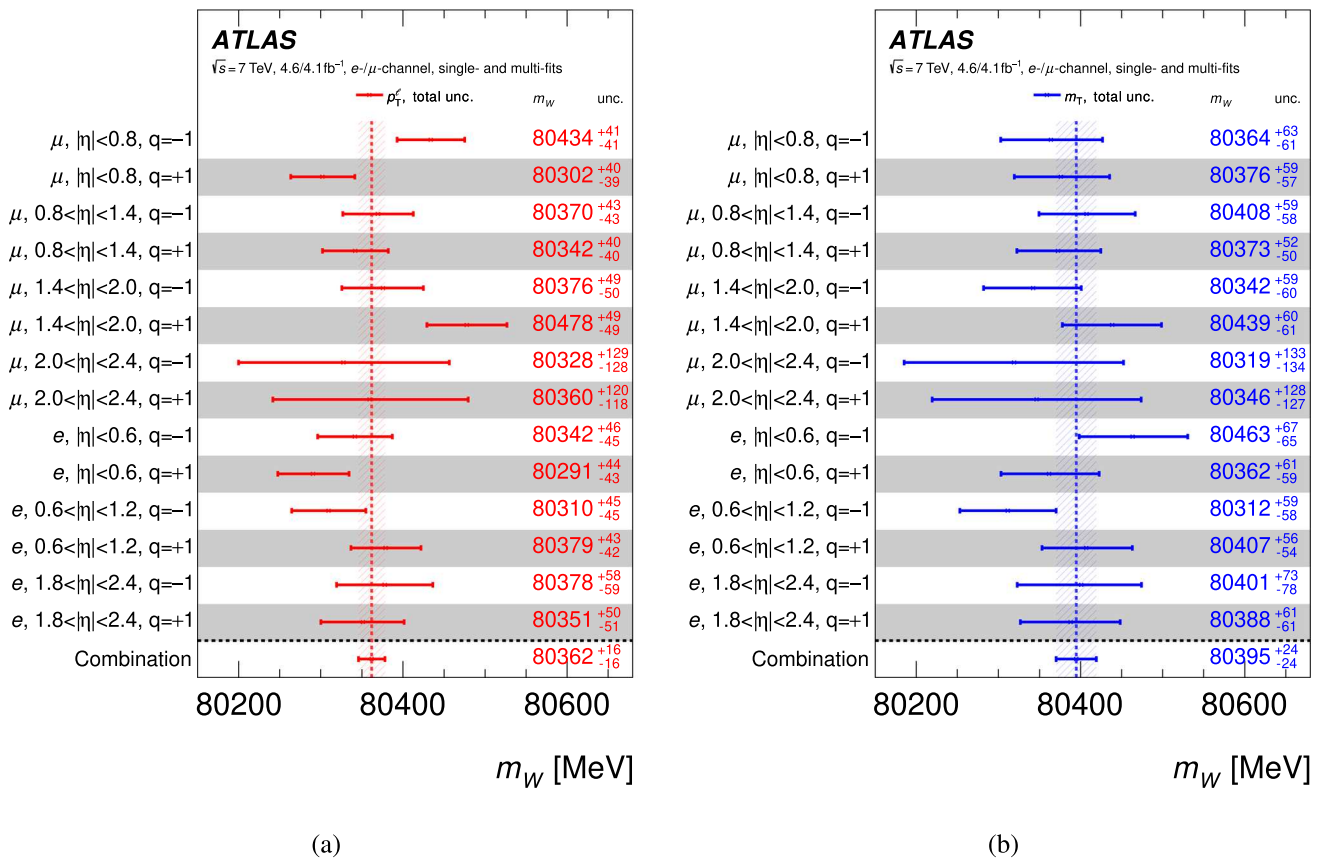 ATLAS
√s = 7 TeV, 4.6/4.1fb⁻¹, e-/μ-channel, single- and multi-fits
p_T^ℓ, total unc. m_W unc.
μ, |η|<0.8, q=−1 80434 +41 -41
μ, |η|<0.8, q=+1 80302 +40 -39
μ, 0.8<|η|<1.4, q=−1 80370 +43 -43
μ, 0.8<|η|<1.4, q=+1 80342 +40 -40
μ, 1.4<|η|<2.0, q=−1 80376 +49 -50
μ, 1.4<|η|<2.0, q=+1 80478 +49 -49
μ, 2.0<|η|<2.4, q=−1 80328 +129 -128
μ, 2.0<|η|<2.4, q=+1 80360 +120 -118
e, |η|<0.6, q=−1 80342 +46 -45
e, |η|<0.6, q=+1 80291 +44 -43
e, 0.6<|η|<1.2, q=−1 80310 +45 -45
e, 0.6<|η|<1.2, q=+1 80379 +43 -42
e, 1.8<|η|<2.4, q=−1 80378 +58 -59
e, 1.8<|η|<2.4, q=+1 80351 +50 -51
Combination 80362 +16 -16
80200 80400 80600
m_W [MeV]
(a)
ATLAS
√s = 7 TeV, 4.6/4.1fb⁻¹, e-/μ-channel, single- and multi-fits
m_T, total unc. m_W unc.
μ, |η|<0.8, q=−1 80364 +63 -61
μ, |η|<0.8, q=+1 80376 +59 -57
μ, 0.8<|η|<1.4, q=−1 80408 +59 -58
μ, 0.8<|η|<1.4, q=+1 80373 +52 -50
μ, 1.4<|η|<2.0, q=−1 80342 +59 -60
μ, 1.4<|η|<2.0, q=+1 80439 +60 -61
μ, 2.0<|η|<2.4, q=−1 80319 +133 -134
μ, 2.0<|η|<2.4, q=+1 80346 +128 -127
e, |η|<0.6, q=−1 80463 +67 -65
e, |η|<0.6, q=+1 80362 +61 -59
e, 0.6<|η|<1.2, q=−1 80312 +59 -58
e, 0.6<|η|<1.2, q=+1 80407 +56 -54
e, 1.8<|η|<2.4, q=−1 80401 +73 -78
e, 1.8<|η|<2.4, q=+1 80388 +61 -61
Combination 80395 +24 -24
80200 80400 80600
m_W [MeV]
(b)